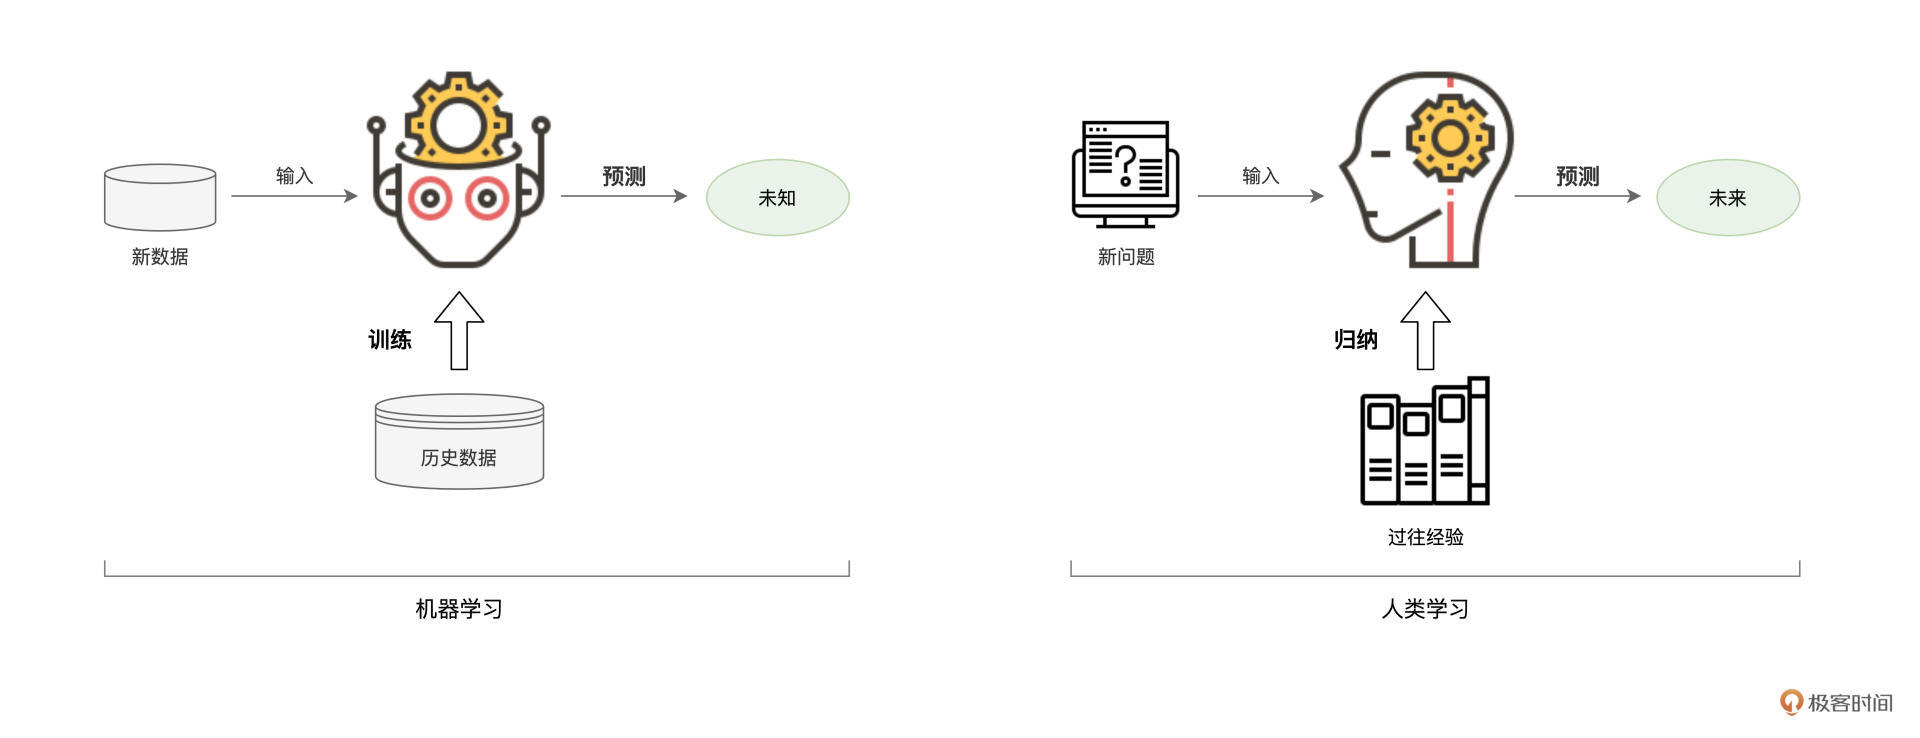 输入
预测
未知
新数据
训练
历史数据
机器学习
输入
预测
未来
新问题
归纳
过往经验
人类学习
极客时间